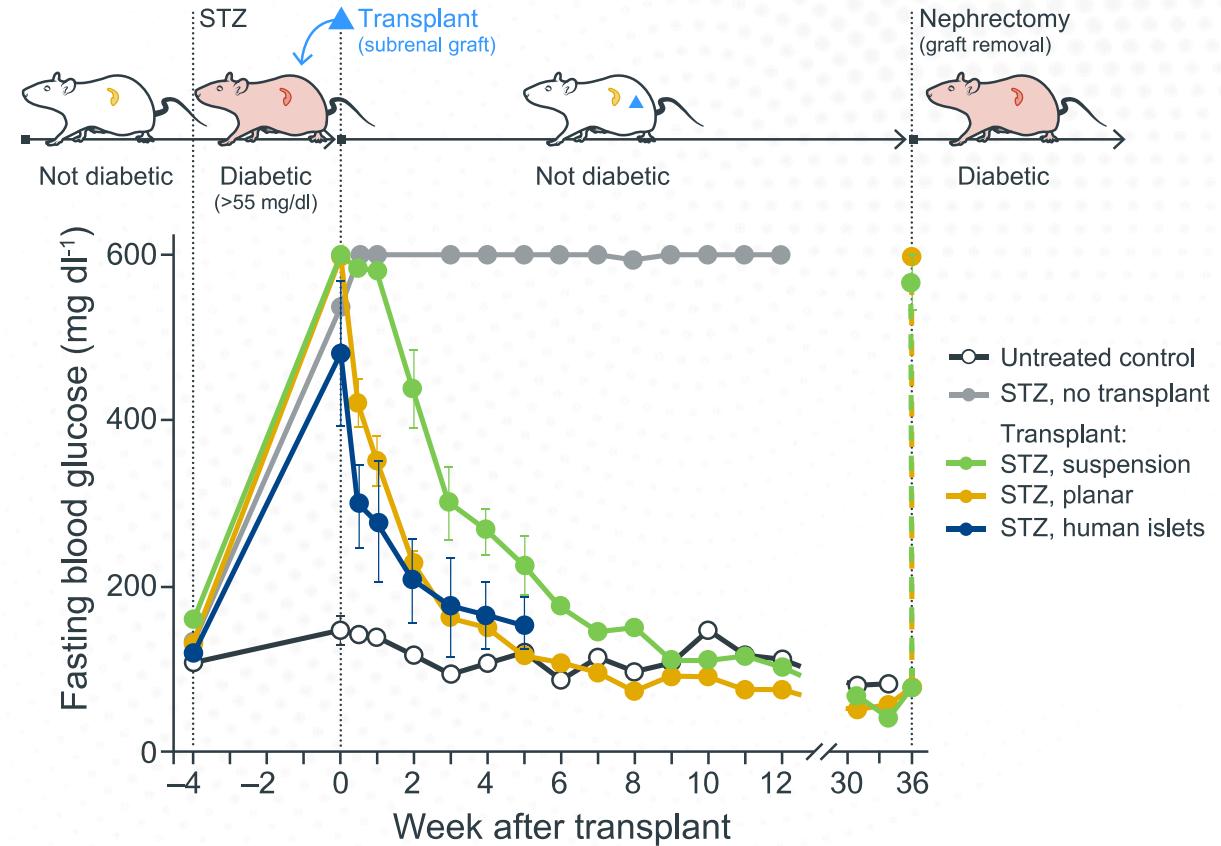 STZ
Transplant
(subrenal graft)
Nephrectomy
(graft removal)
Not diabetic
Diabetic
(>55 mg/dl)
Not diabetic
Diabetic
Fasting blood glucose (mg dl-1)
600
400
200
0
–4
–2
0
2
4
6
8
10
12
30
36
Week after transplant
Untreated control
STZ, no transplant
Transplant:
STZ, suspension
STZ, planar
STZ, human islets